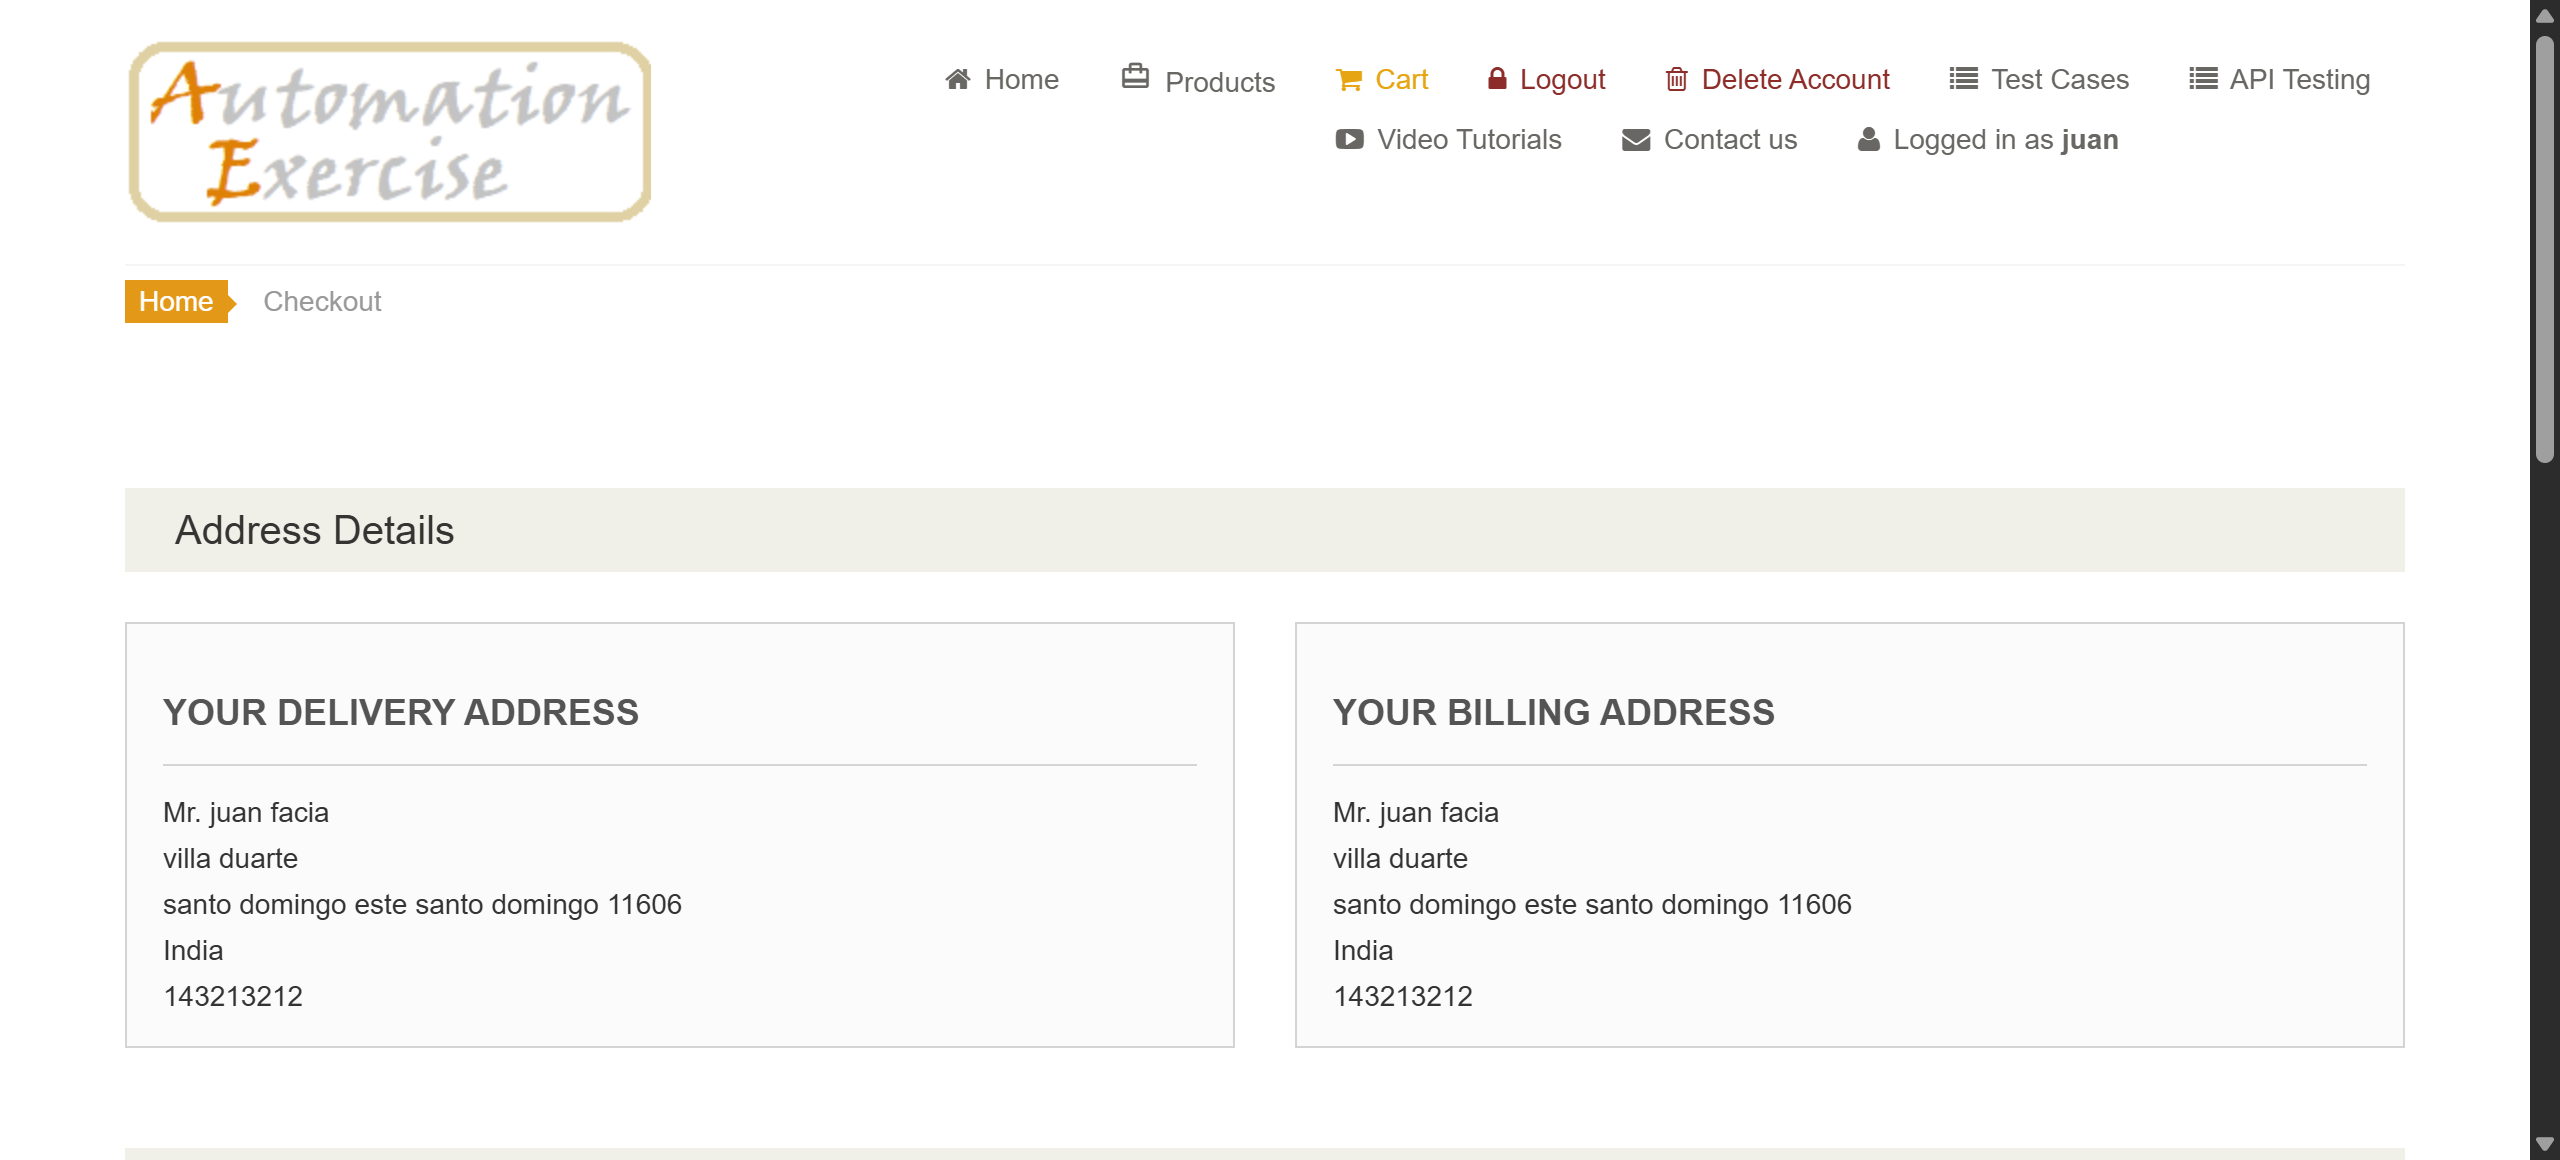 Automation
Exercise
Home Products Cart Logout Delete Account Test Cases API Testing
Video Tutorials Contact us Logged in as juan
Home Checkout
Address Details
YOUR DELIVERY ADDRESS
Mr. juan facia
villa duarte
santo domingo este santo domingo 11606
India
143213212
YOUR BILLING ADDRESS
Mr. juan facia
villa duarte
santo domingo este santo domingo 11606
India
143213212